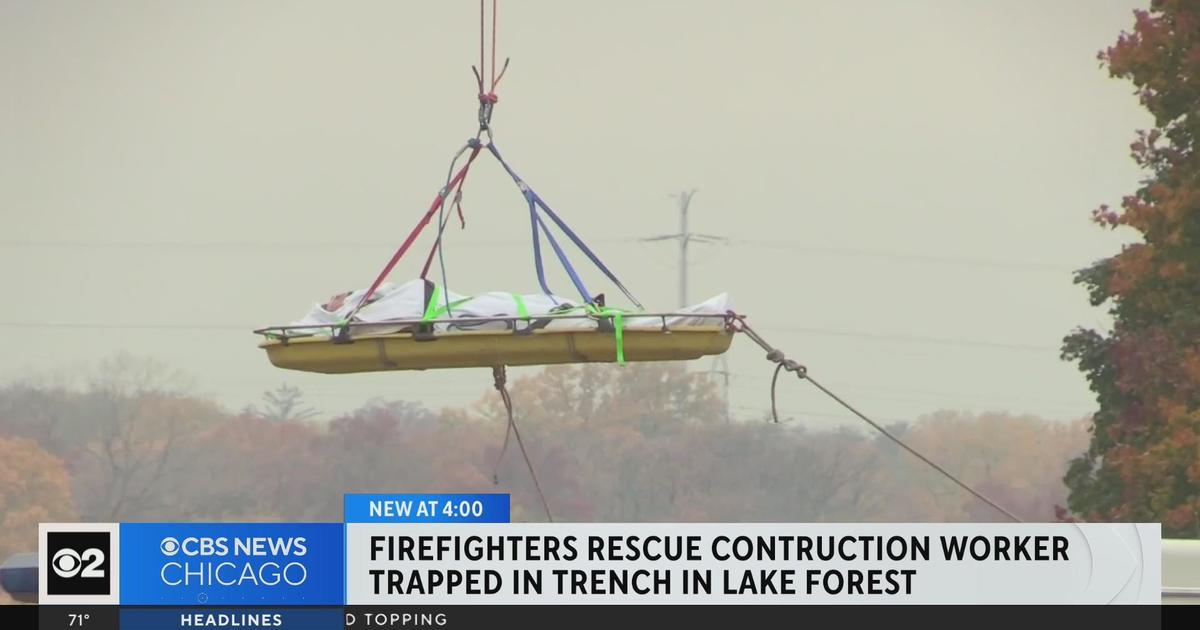 NEW AT 4:00
2
CBS NEWS
CHICAGO
FIREFIGHTERS RESCUE CONTRUCTION WORKER
TRAPPED IN TRENCH IN LAKE FOREST
71°
HEADLINES
D TOPPING